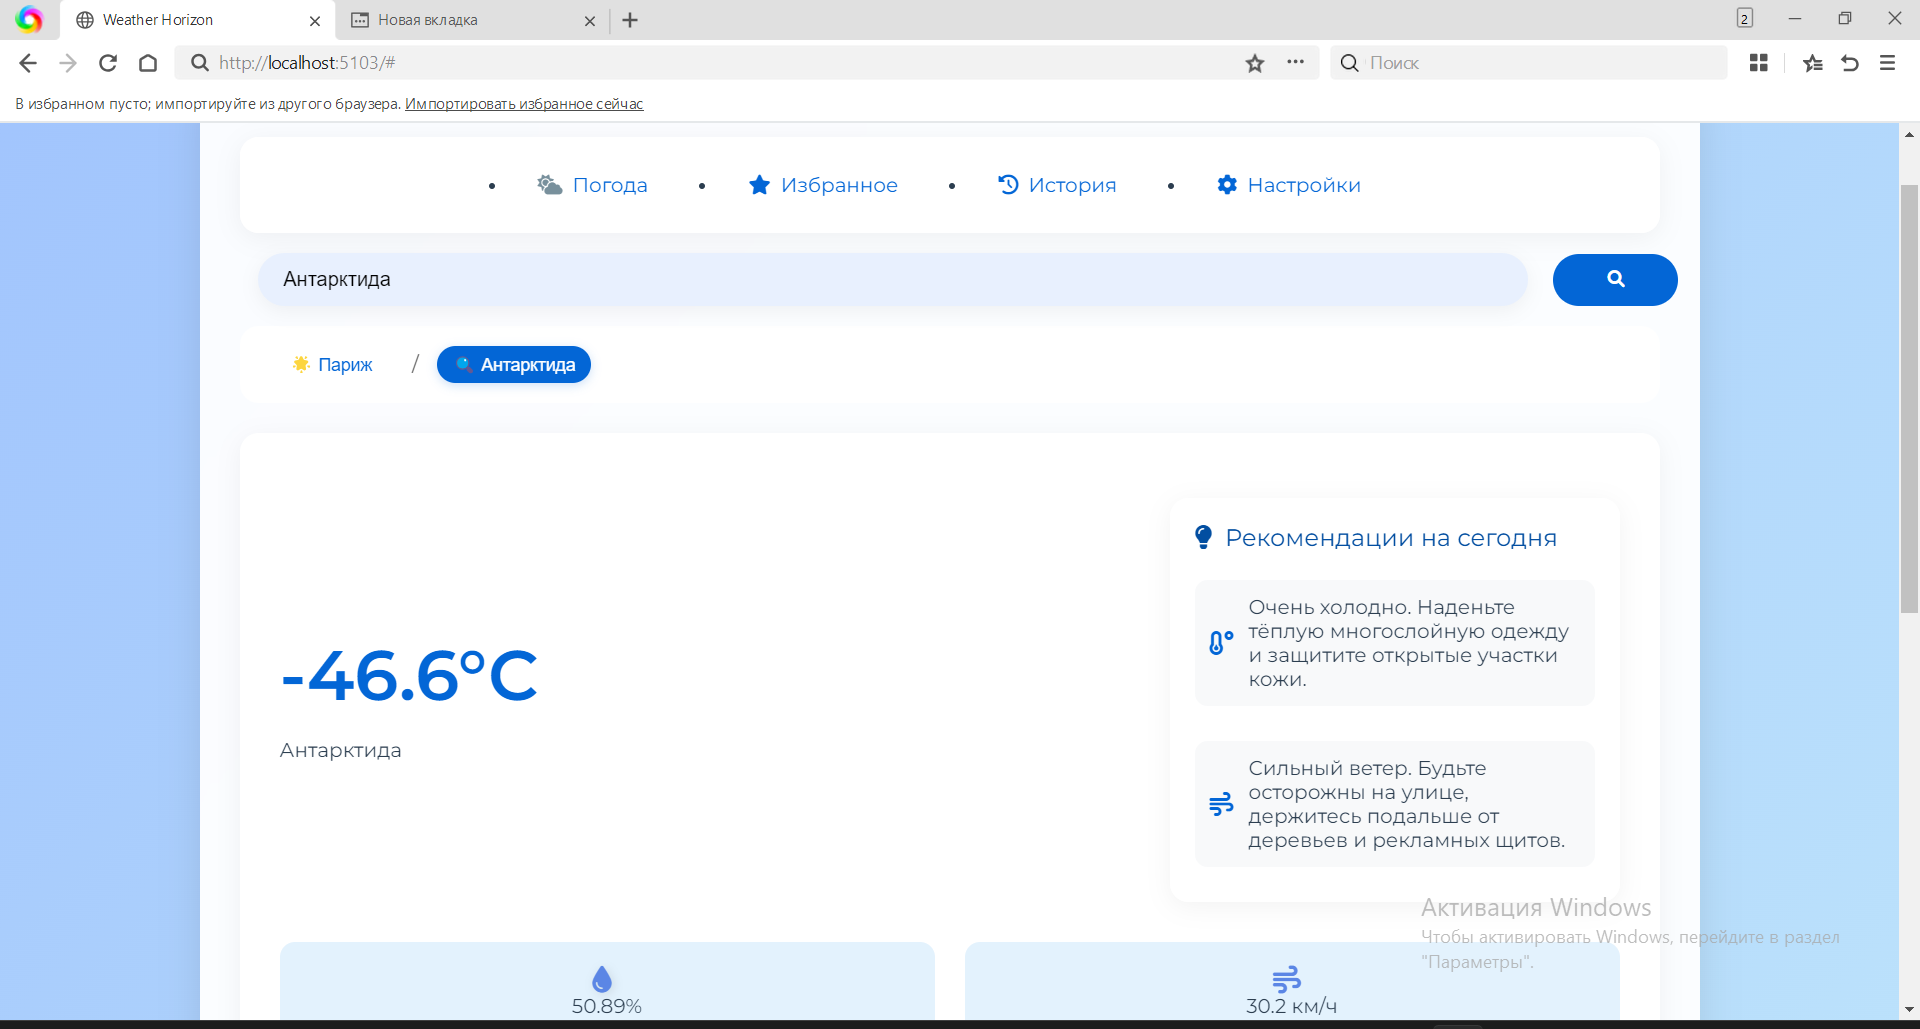 Weather Horizon
Новая вкладка
2
http://localhost:5103/#
Поиск
В избранном пусто; импортируйте из другого браузера. Импортировать избранное сейчас
Погода
Избранное
История
Настройки
Антарктида
Париж
/
Антарктида
Рекомендации на сегодня
Очень холодно. Наденьте
тёплую многослойную одежду
и защитите открытые участки
кожи.
-46.6°C
Антарктида
Сильный ветер. Будьте
осторожны на улице,
держитесь подальше от
деревьев и рекламных щитов.
Активация Windows
Чтобы активировать Windows, перейдите в раздел
"Параметры".
50.89%
30.2 км/ч